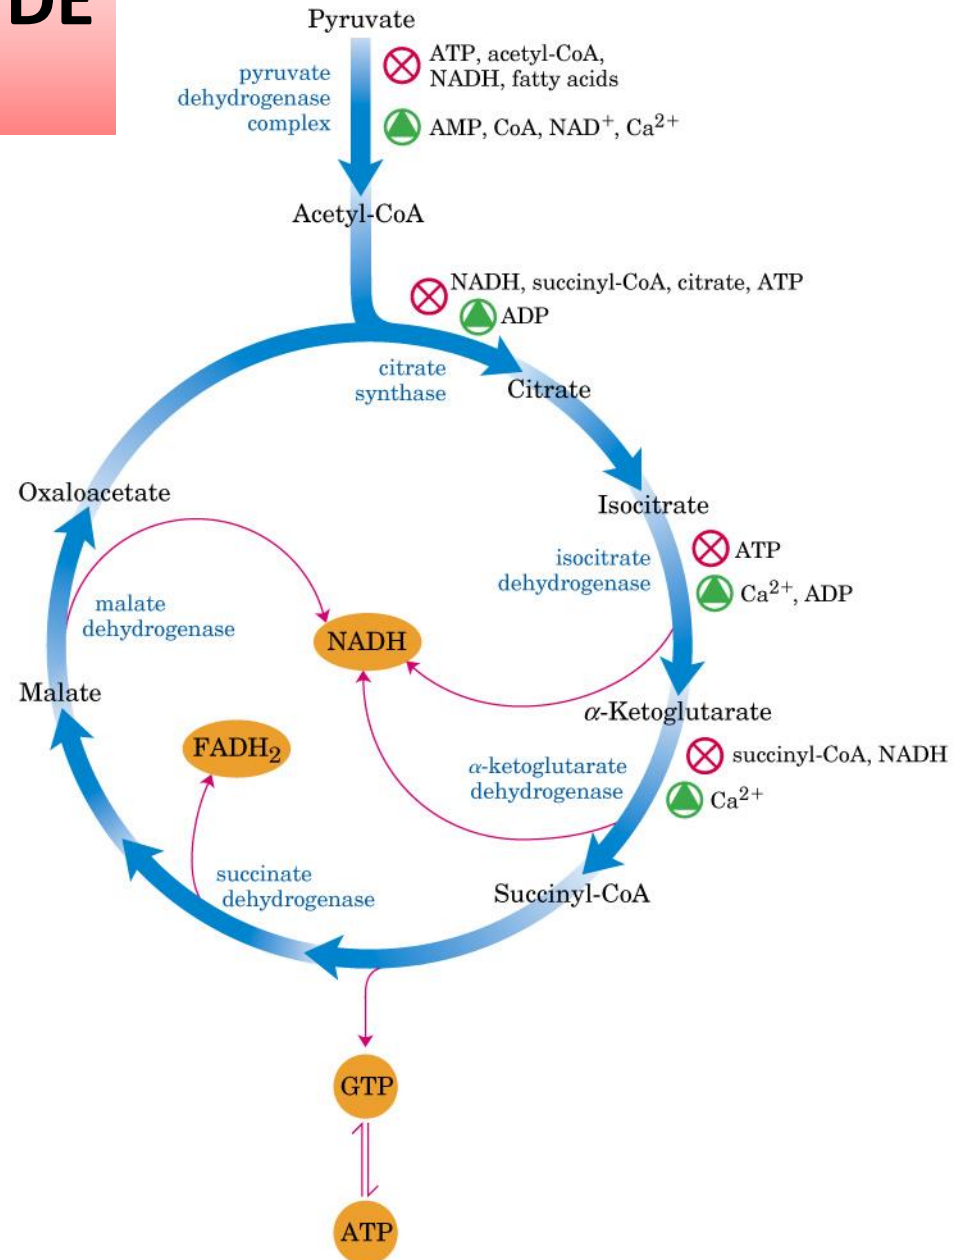 DE
Pyruvate
ATP, acetyl-CoA,
NADH, fatty acids
pyruvate
dehydrogenase
complex
AMP, CoA, NAD⁺, Ca²⁺
Acetyl-CoA
NADH, succinyl-CoA, citrate, ATP
ADP
citrate
synthase
Citrate
Oxaloacetate
Isocitrate
ATP
isocitrate
dehydrogenase
Ca²⁺, ADP
malate
dehydrogenase
NADH
Malate
α-Ketoglutarate
FADH₂
succinyl-CoA, NADH
α-ketoglutarate
dehydrogenase
Ca²⁺
succinate
dehydrogenase
Succinyl-CoA
GTP
ATP